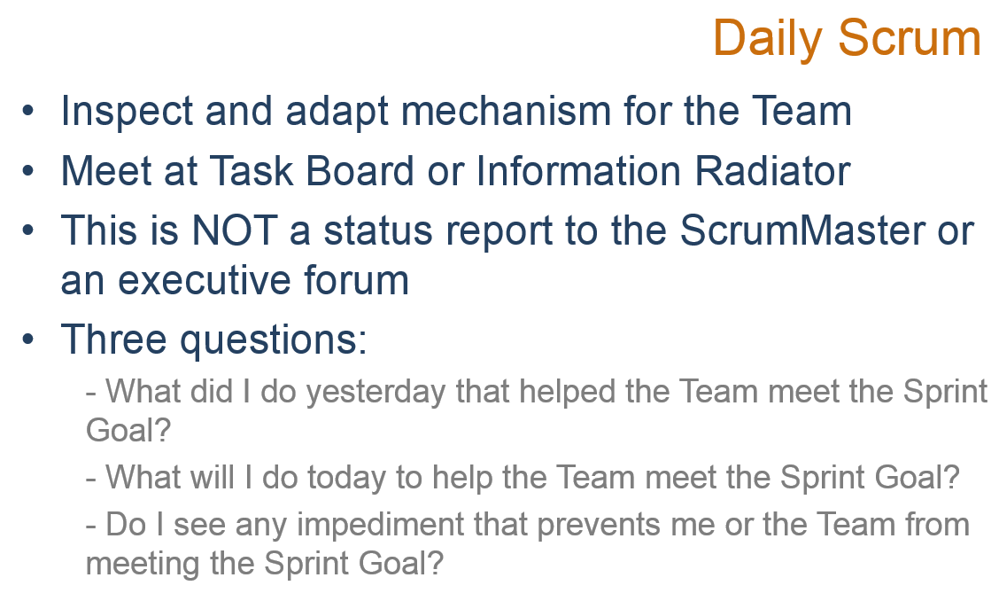 Daily Scrum
• Inspect and adapt mechanism for the Team
• Meet at Task Board or Information Radiator
• This is NOT a status report to the ScrumMaster or
an executive forum
• Three questions:
- What did I do yesterday that helped the Team meet the Sprint
Goal?
- What will I do today to help the Team meet the Sprint Goal?
- Do I see any impediment that prevents me or the Team from
meeting the Sprint Goal?